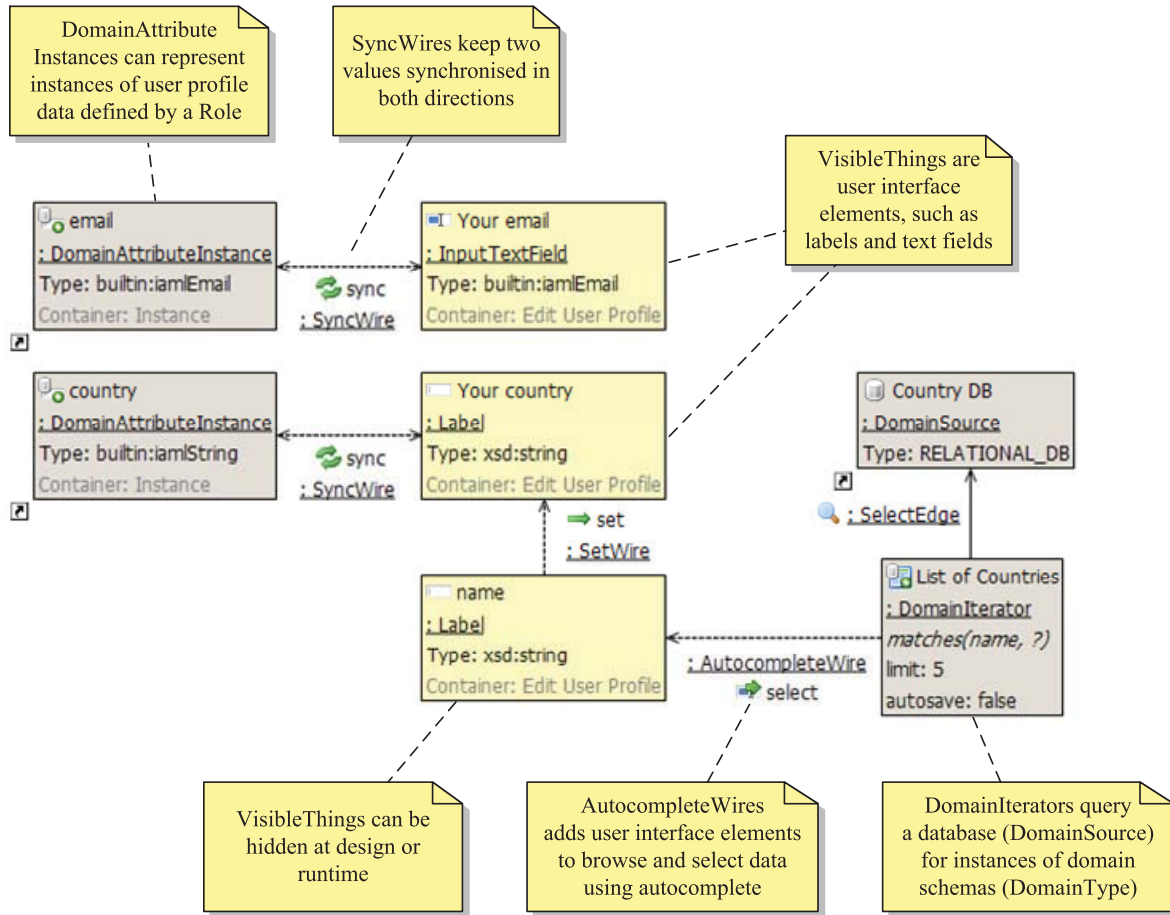 DomainAttribute
Instances can represent
instances of user profile
data defined by a Role
SyncWires keep two
values synchronised in
both directions
VisibleThings are
user interface
elements, such as
labels and text fields
email
: DomainAttributeInstance
Type: builtin:iamlEmail
Container: Instance
sync
: SyncWire
Your email
: InputTextField
Type: builtin:iamlEmail
Container: Edit User Profile
country
: DomainAttributeInstance
Type: builtin:iamlString
Container: Instance
sync
: SyncWire
Your country
: Label
Type: xsd:string
Container: Edit User Profile
Country DB
: DomainSource
Type: RELATIONAL_DB
set
: SetWire
: SelectEdge
name
: Label
Type: xsd:string
Container: Edit User Profile
: AutocompleteWire
select
List of Countries
: DomainIterator
matches(name, ?)
limit: 5
autosave: false
VisibleThings can be
hidden at design or
runtime
AutocompleteWires
adds user interface elements
to browse and select data
using autocomplete
DomainIterators query
a database (DomainSource)
for instances of domain
schemas (DomainType)